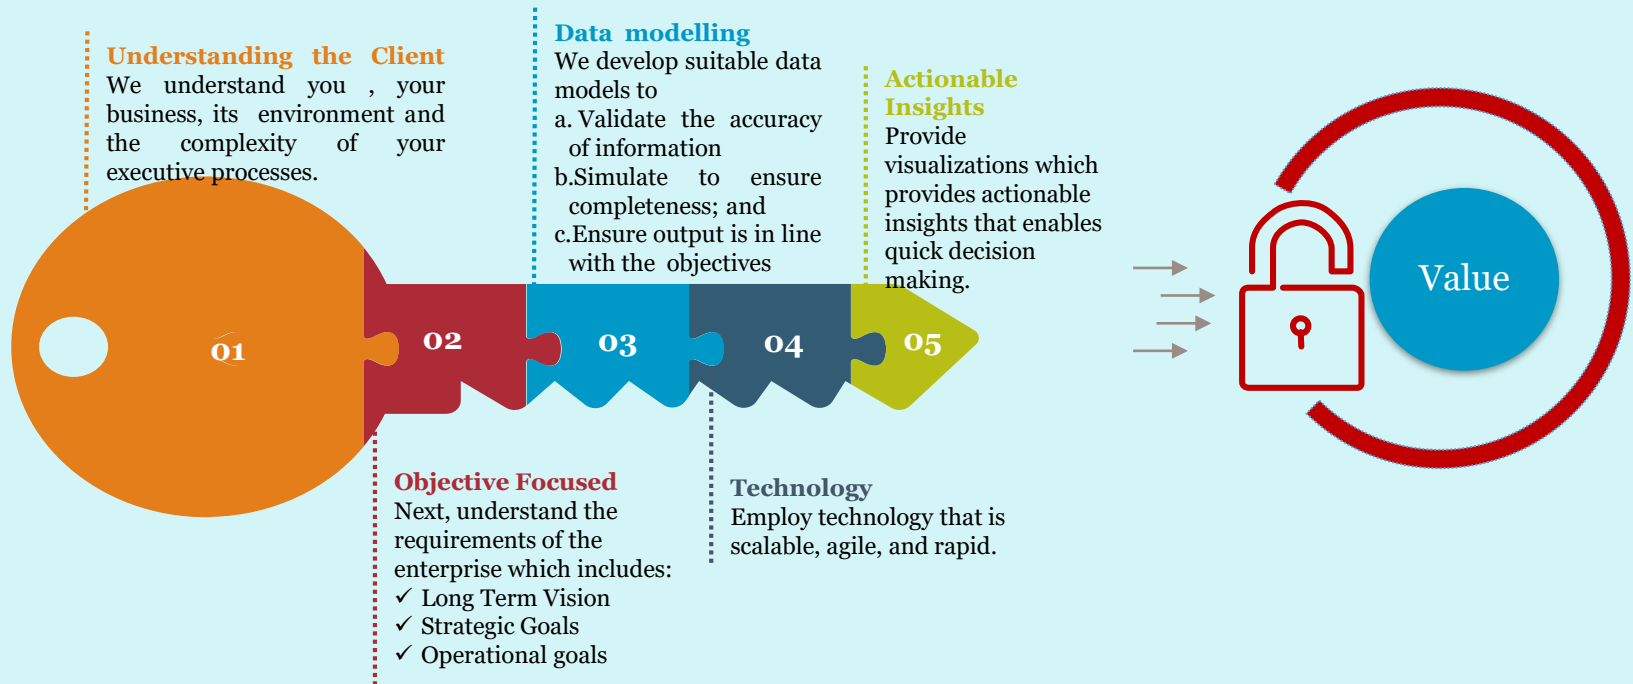 Understanding the Client
We understand you , your
business, its environment and
the complexity of your
executive processes.
Data modelling
We develop suitable data
models to
a. Validate the accuracy
of information
b.Simulate to ensure
completeness; and
c.Ensure output is in line
with the objectives
Actionable
Insights
Provide
visualizations which
provides actionable
insights that enables
quick decision
making.
01
02
03
04
05
Value
Objective Focused
Next, understand the
requirements of the
enterprise which includes:
✓ Long Term Vision
✓ Strategic Goals
✓ Operational goals
Technology
Employ technology that is
scalable, agile, and rapid.